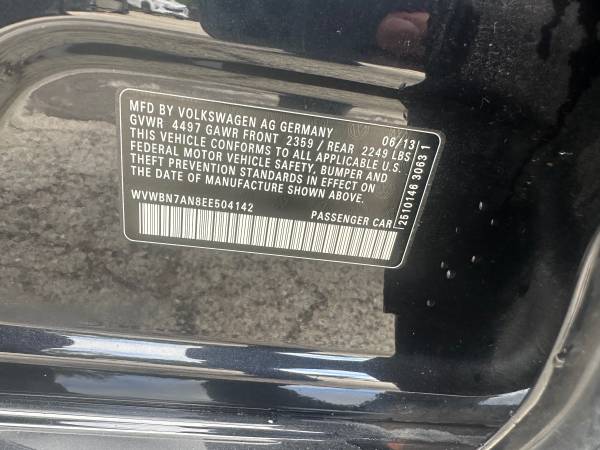 MFD BY VOLKSWAGEN AG GERMANY 06/13
GVWR 4497 GAWR FRONT 2359 / REAR 2249 LBS
THIS VEHICLE CONFORMS TO ALL APPLICABLE U.S.
FEDERAL MOTOR VEHICLE SAFETY, BUMPER AND
THEFT PREVENTION STANDARDS IN EFFECT ON
THE DATE OF MANUFACTURE SHOWN ABOVE.
WVWBN7AN8EE504142 PASSENGER CAR
2510146 3063 1